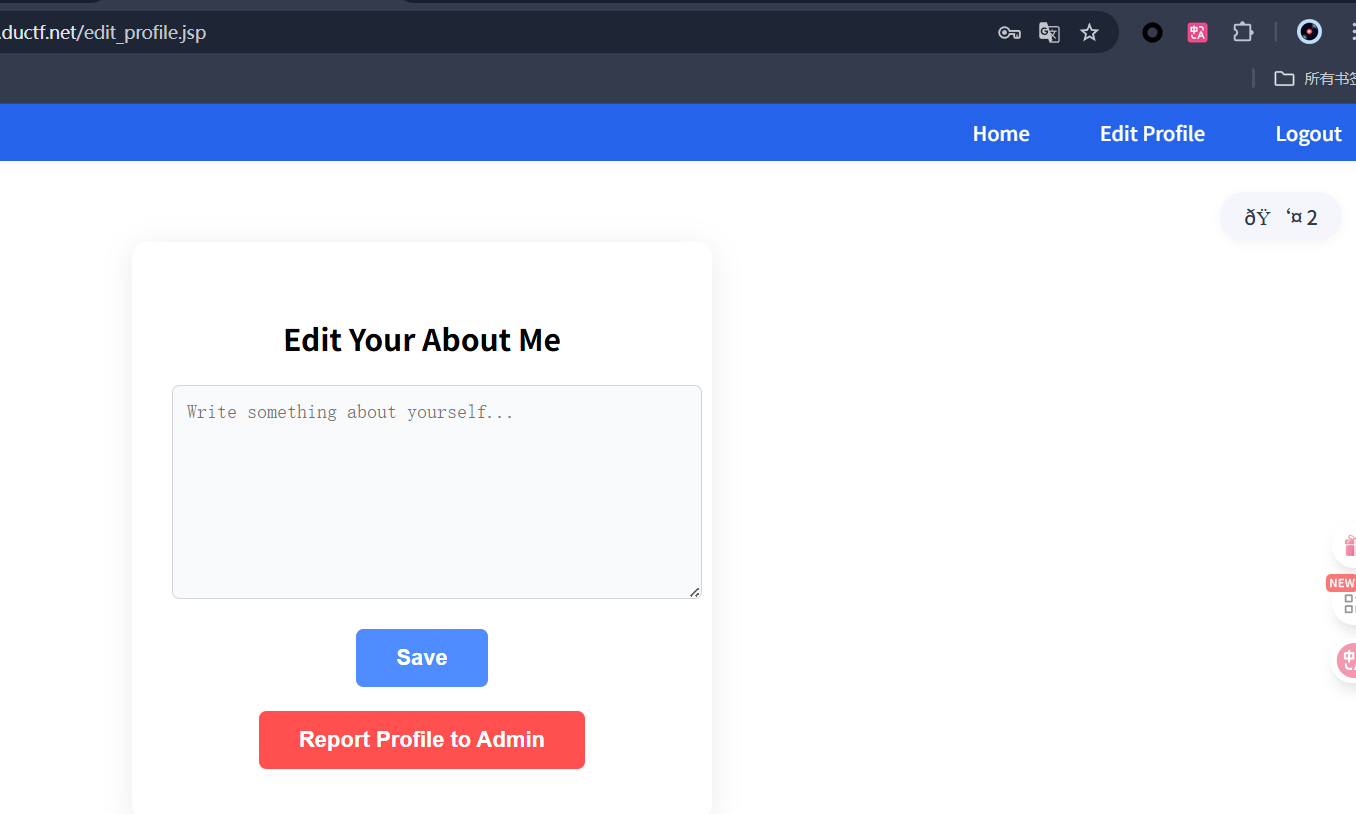 .ductf.net/edit_profile.jsp
所有书签
Home
Edit Profile
Logout
ðŸ‘¤ 2
Edit Your About Me
Write something about yourself...
Save
NEW
Report Profile to Admin